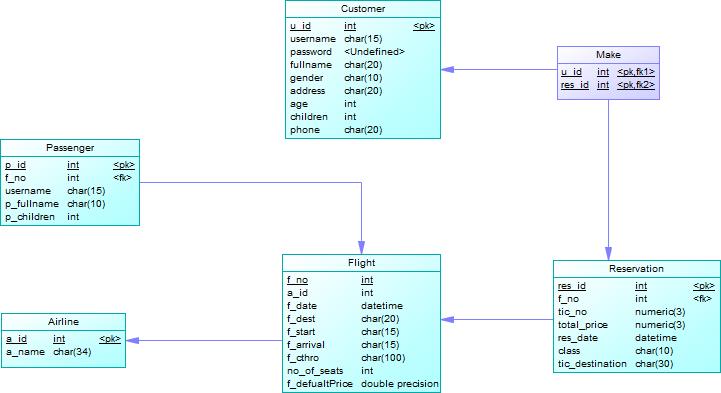 Customer
u_id int <pk>
username char(15)
password <Undefined>
fullname char(20)
gender char(10)
address char(20)
age int
children int
phone char(20)
Make
u_id int <pk,fk1>
res_id int <pk,fk2>
Passenger
p_id int <pk>
f_no int <fk>
username char(15)
p_fullname char(10)
p_children int
Flight
f_no int
a_id int
f_date datetime
f_dest char(20)
f_start char(15)
f_arrival char(15)
f_cthro char(100)
no_of_seats int
f_defualtPrice double precision
Reservation
res_id int <pk>
f_no int <fk>
tic_no numeric(3)
total_price numeric(3)
res_date datetime
class char(10)
tic_destination char(30)
Airline
a_id int <pk>
a_name char(34)